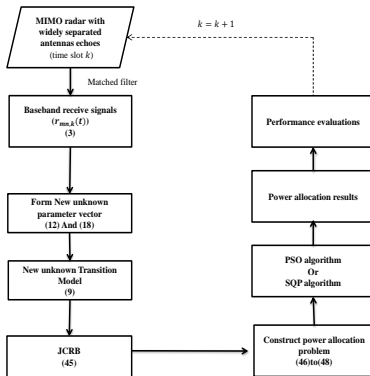 MIMO radar with
widely separated
antennas echoes
(time slot k)
Matched filter
Baseband receive signals
(r_{mn,k}(t))
(3)
Form New unknown
parameter vector
(12) And (18)
New unknown Transition
Model
(9)
JCRB
(45)
Construct power allocation
problem
(46)to(48)
PSO algorithm
Or
SQP algorithm
Power allocation results
Performance evaluations
k = k + 1